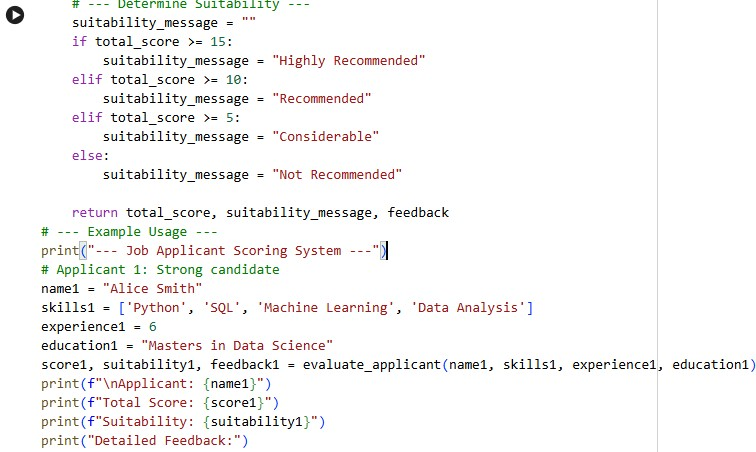 # --- Determine Suitability ---
suitability_message = ""
if total_score >= 15:
suitability_message = "Highly Recommended"
elif total_score >= 10:
suitability_message = "Recommended"
elif total_score >= 5:
suitability_message = "Considerable"
else:
suitability_message = "Not Recommended"
return total_score, suitability_message, feedback
# --- Example Usage ---
print("--- Job Applicant Scoring System ---")
# Applicant 1: Strong candidate
name1 = "Alice Smith"
skills1 = ['Python', 'SQL', 'Machine Learning', 'Data Analysis']
experience1 = 6
education1 = "Masters in Data Science"
score1, suitability1, feedback1 = evaluate_applicant(name1, skills1, experience1, education1)
print(f"\nApplicant: {name1}")
print(f"Total Score: {score1}")
print(f"Suitability: {suitability1}")
print("Detailed Feedback:")